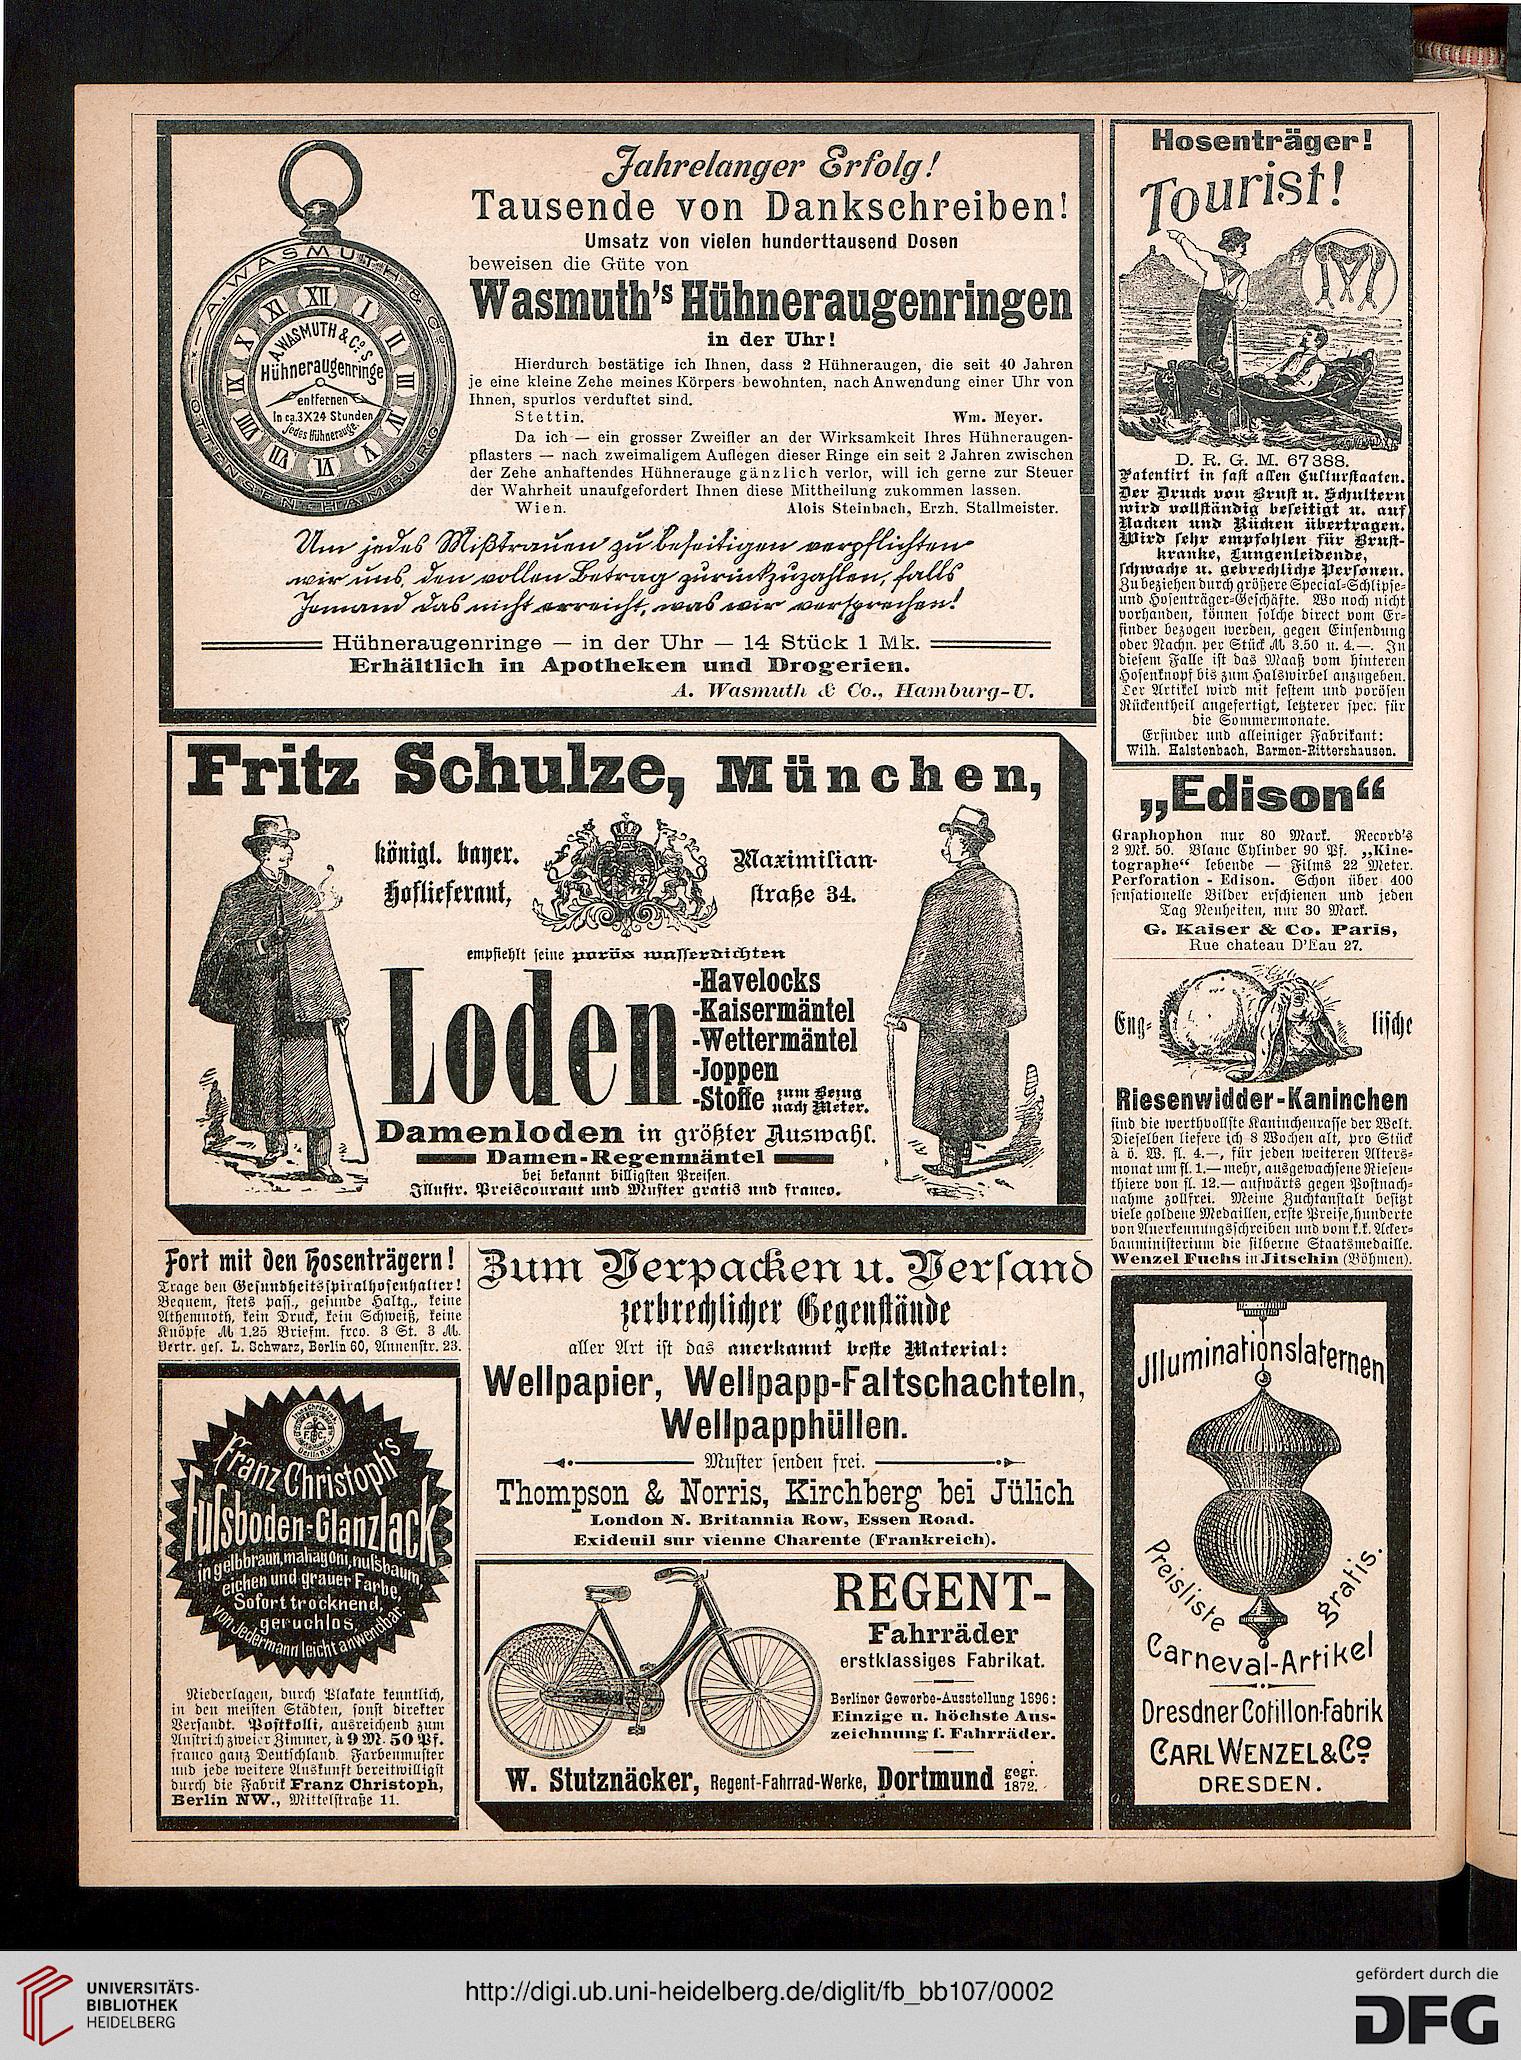 Jahrelanger Erfolg!
Tausende von Dankschreiben!
Umsatz von vielen hunderttausend Dosen
beweisen die Güte von
Wasmuth's Hühneraugenringen
in der Uhr!
A. WASMUTH & Co.
OTTENSEN-HAMBURG
XII I II III IV V VI VII VIII IX X XI
A. WASMUTH & Co's
Hühneraugenringe
entfernen
In ca. 3X24 Stunden
jedes Hühnerauge.
Hierdurch bestätige ich Ihnen, dass 2 Hühneraugen, die seit 40 Jahren
je eine kleine Zehe meines Körpers bewohnten, nach Anwendung einer Uhr von
Ihnen, spurlos verduftet sind.
Stettin. Wm. Meyer.
Da ich — ein grosser Zweifler an der Wirksamkeit Ihres Hühneraugen-
pflasters — nach zweimaligem Auflegen dieser Ringe ein seit 2 Jahren zwischen
der Zehe anhaftendes Hühnerauge gänzlich verlor, will ich gerne zur Steuer
der Wahrheit unaufgefordert Ihnen diese Mittheilung zukommen lassen.
Wien. Alois Steinbach, Erzh. Stallmeister.
Um jedes Mißtrauen zu beseitigen verpflichten
wir uns, den vollen Betrag zurückzuzahlen, falls
Jemand das nicht erreicht, was wir versprechen!
Hühneraugenringe — in der Uhr — 14 Stück 1 Mk.
Erhältlich in Apotheken und Drogerien.
A. Wasmuth & Co., Hamburg-U.
Fritz Schulze, München,
königl. bayer.
Hoflieferant,
Maximilian-
straße 34.
empfiehlt seine porös wasserdichten
Loden
-Havelocks
-Kaisermäntel
-Wettermäntel
-Joppen
-Stoffe zum Bezug
nach Meter.
Damenloden in größter Auswahl.
Damen-Regenmäntel
bei bekannt billigsten Preisen.
Illustr. Preiscourant und Muster gratis und franco.
Fort mit den Hosenträgern!
Trage den Gesundheitsspiralhosenhalter!
Bequem, stets pass., gesunde Haltg., keine
Athemnoth, kein Druck, kein Schweiß, keine
Knöpfe M 1.25 Briefm. frco. 3 St. 3 M.
Vertr. ges. L. Schwarz, Berlin 60, Annenstr. 23.
Franz Christoph's
Fußboden-Glanzlack
in gelbbraun, mahagoni, nußbaum,
eichen und grauer Farbe,
Sofort trocknend,
geruchlos,
von Jedermann leicht anwendbar.
Niederlagen, durch Plakate kenntlich,
in den meisten Städten, sonst direkter
Versandt. Postkolli, ausreichend zum
Anstrich zweier Zimmer, à 9 M. 50 Pf.
franco ganz Deutschland. Farbenmuster
und jede weitere Auskunft bereitwilligst
durch die Fabrik Franz Christoph,
Berlin NW., Mittelstraße 11.
Zum Verpacken u. Versand
zerbrechlicher Gegenstände
aller Art ist das anerkannt beste Material:
Wellpapier, Wellpapp-Faltschachteln,
Wellpapphüllen.
Muster senden frei.
Thompson & Norris, Kirchberg bei Jülich
London N. Britannia Row, Essen Road.
Exideuil sur vienne Charente (Frankreich).
REGENT-
Fahrräder
erstklassiges Fabrikat.
Berliner Gewerbe-Ausstellung 1896:
Einzige u. höchste Aus-
zeichnung f. Fahrräder.
W. Stutznäcker, Regent-Fahrrad-Werke, Dortmund gegr.
1872.
Hosenträger!
Tourist!
D. R. G. M. 67388.
Patentirt in fast allen Culturstaaten.
Der Druck von Brust u. Schultern
wird vollständig beseitigt u. auf
Nacken und Rücken übertragen.
Wird sehr empfohlen für Brust-
kranke, Lungenleidende,
schwache u. gebrechliche Personen.
Zu beziehen durch größere Special-Schlipse-
und Hosenträger-Geschäfte. Wo noch nicht
vorhanden, können solche direct vom Er-
finder bezogen werden, gegen Einsendung
oder Nachn. per Stück M 3.50 u. 4.—. In
diesem Falle ist das Maaß vom hinteren
Hosenknopf bis zum Halswirbel anzugeben.
Der Artikel wird mit festem und porösen
Rückentheil angefertigt, letzterer spec. für
die Sommermonate.
Erfinder und alleiniger Fabrikant:
Wilh. Halstenbach, Barmen-Rittershausen.
„Edison“
Graphophon nur 80 Mark. Record's
2 Mk. 50. Blanc Cylinder 90 Pf. „Kine-
tographe“ lebende — Films 22 Meter.
Perforation - Edison. Schon über 400
sensationelle Bilder erschienen und jeden
Tag Neuheiten, nur 30 Mark.
G. Kaiser & Co. Paris,
Rue chateau D'Eau 27.
Eng- lische
Riesenwidder-Kaninchen
sind die werthvollste Kaninchenrasse der Welt.
Dieselben liefere ich 8 Wochen alt, pro Stück
à ö. W. fl. 4.—, für jeden weiteren Alters-
monat um fl. 1.— mehr, ausgewachsene Riesen-
thiere von fl. 12.— aufwärts gegen Postnach-
nahme zollfrei. Meine Zuchtanstalt besitzt
viele goldene Medaillen, erste Preise, hunderte
von Anerkennungsschreiben und vom k.k. Acker-
bauministerium die silberne Staatsmedaille.
Wenzel Fuchs in Jitschin (Böhmen).
Illuminationslaternen
Preisliste gratis.
Carneval-Artikel
Dresdner Cotillon-Fabrik
CARL WENZEL & Co
DRESDEN.
UNIVERSITÄTS-
BIBLIOTHEK
HEIDELBERG
http://digi.ub.uni-heidelberg.de/diglit/fb_bb107/0002
gefördert durch die
DFG